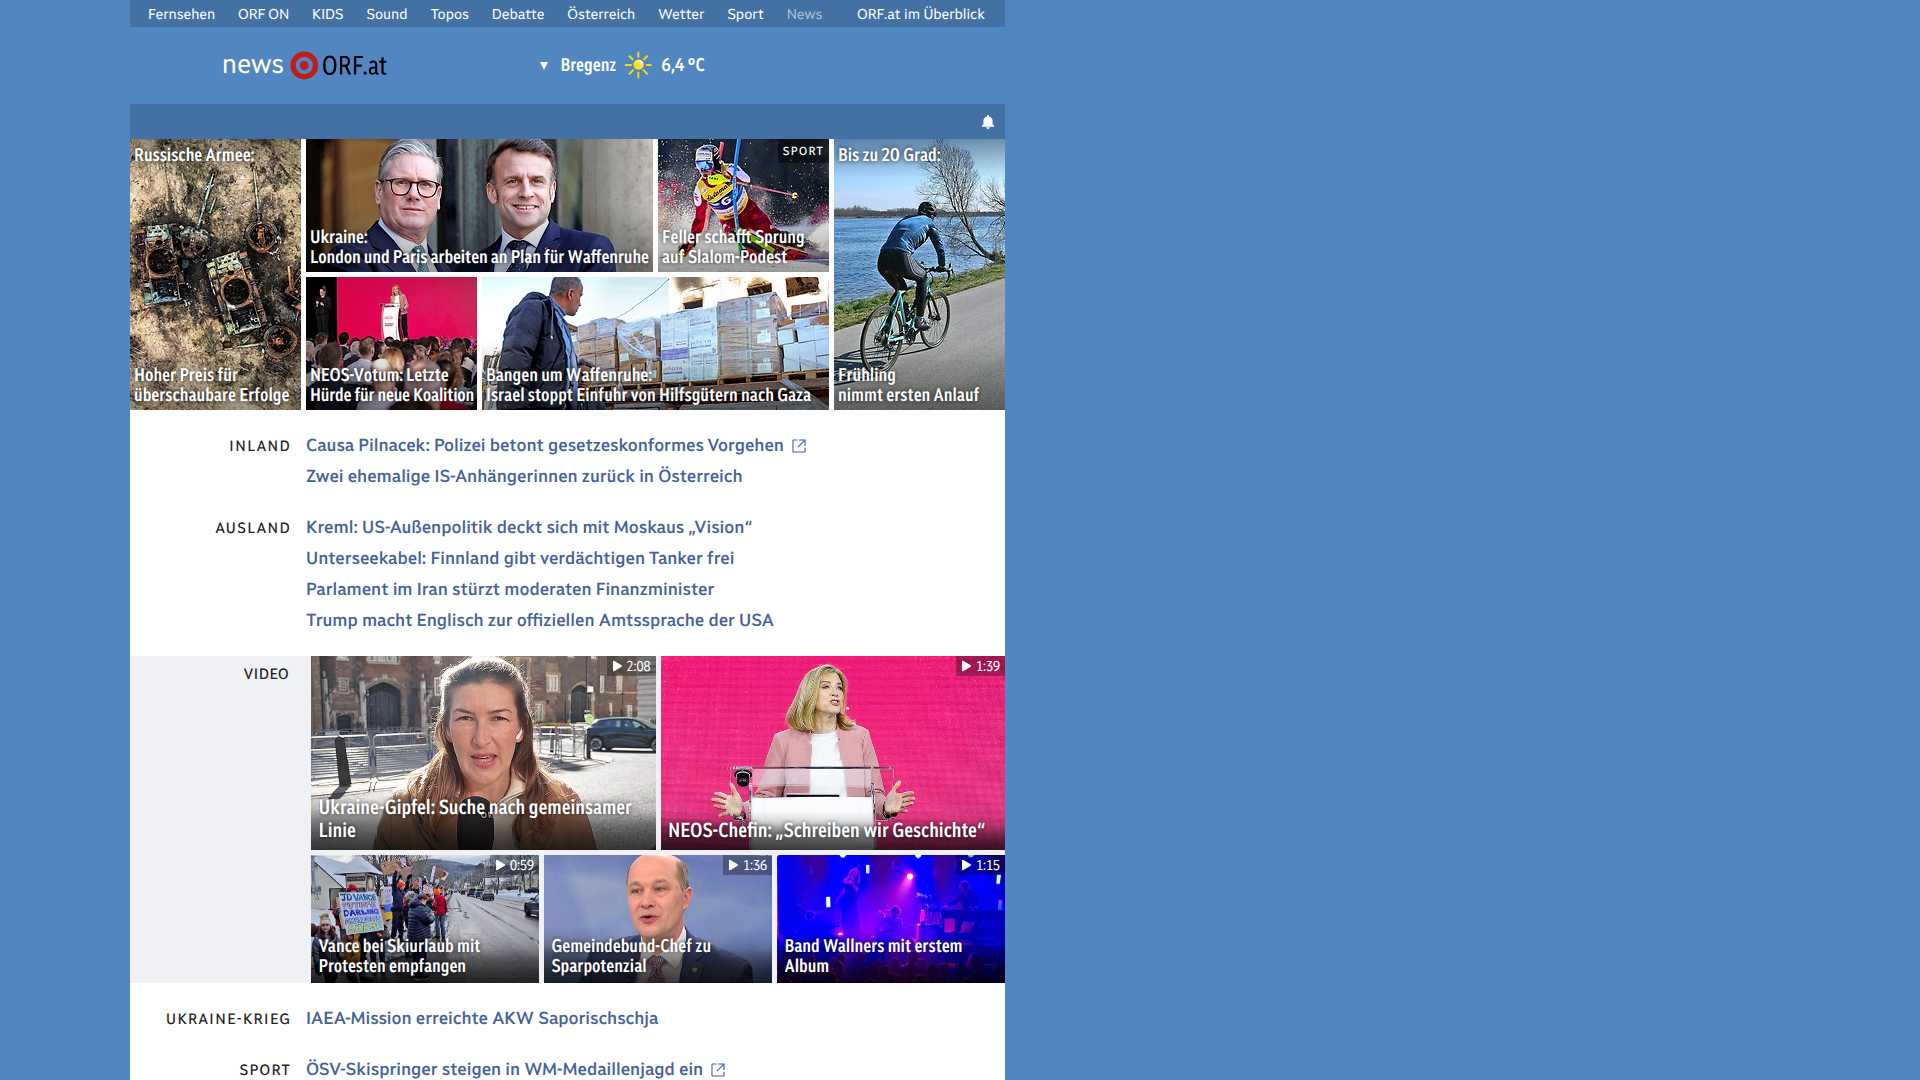 Fernsehen ORF ON KIDS Sound Topos Debatte Österreich Wetter Sport News ORF.at im Überblick
news ORF.at
▼ Bregenz 6,4 °C
Russische Armee:
Hoher Preis für
überschaubare Erfolge
Ukraine:
London und Paris arbeiten an Plan für Waffenruhe
SPORT
Feller schafft Sprung
auf Slalom-Podest
Bis zu 20 Grad:
Frühling
nimmt ersten Anlauf
NEOS-Votum: Letzte
Hürde für neue Koalition
Bangen um Waffenruhe:
Israel stoppt Einfuhr von Hilfsgütern nach Gaza
INLAND
Causa Pilnacek: Polizei betont gesetzeskonformes Vorgehen
Zwei ehemalige IS-Anhängerinnen zurück in Österreich
AUSLAND
Kreml: US-Außenpolitik deckt sich mit Moskaus „Vision“
Unterseekabel: Finnland gibt verdächtigen Tanker frei
Parlament im Iran stürzt moderaten Finanzminister
Trump macht Englisch zur offiziellen Amtssprache der USA
VIDEO
2:08
Ukraine-Gipfel: Suche nach gemeinsamer
Linie
1:39
NEOS-Chefin: „Schreiben wir Geschichte“
0:59
JD VANCE
DARLING
Vance bei Skiurlaub mit
Protesten empfangen
1:36
Gemeindebund-Chef zu
Sparpotenzial
1:15
Band Wallners mit erstem
Album
UKRAINE-KRIEG
IAEA-Mission erreichte AKW Saporischschja
SPORT
ÖSV-Skispringer steigen in WM-Medaillenjagd ein